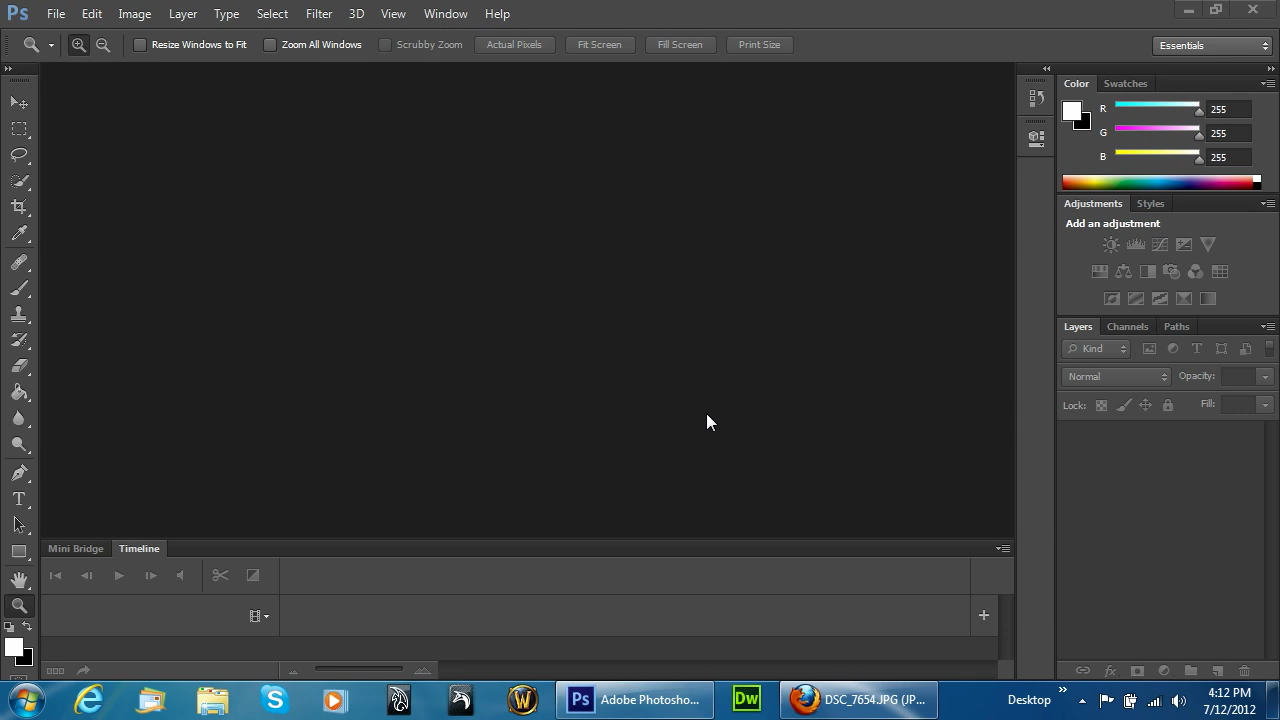 Ps File Edit Image Layer Type Select Filter 3D View Window Help
Resize Windows to Fit Zoom All Windows Scrubby Zoom Actual Pixels Fit Screen Fill Screen Print Size Essentials
Color Swatches
R 255
G 255
B 255
Adjustments Styles
Add an adjustment
Layers Channels Paths
Kind
Normal Opacity:
Lock: Fill:
Mini Bridge Timeline
Ps Adobe Photosho... Dw DSC_7654.JPG (JP... Desktop 4:12 PM
7/12/2012